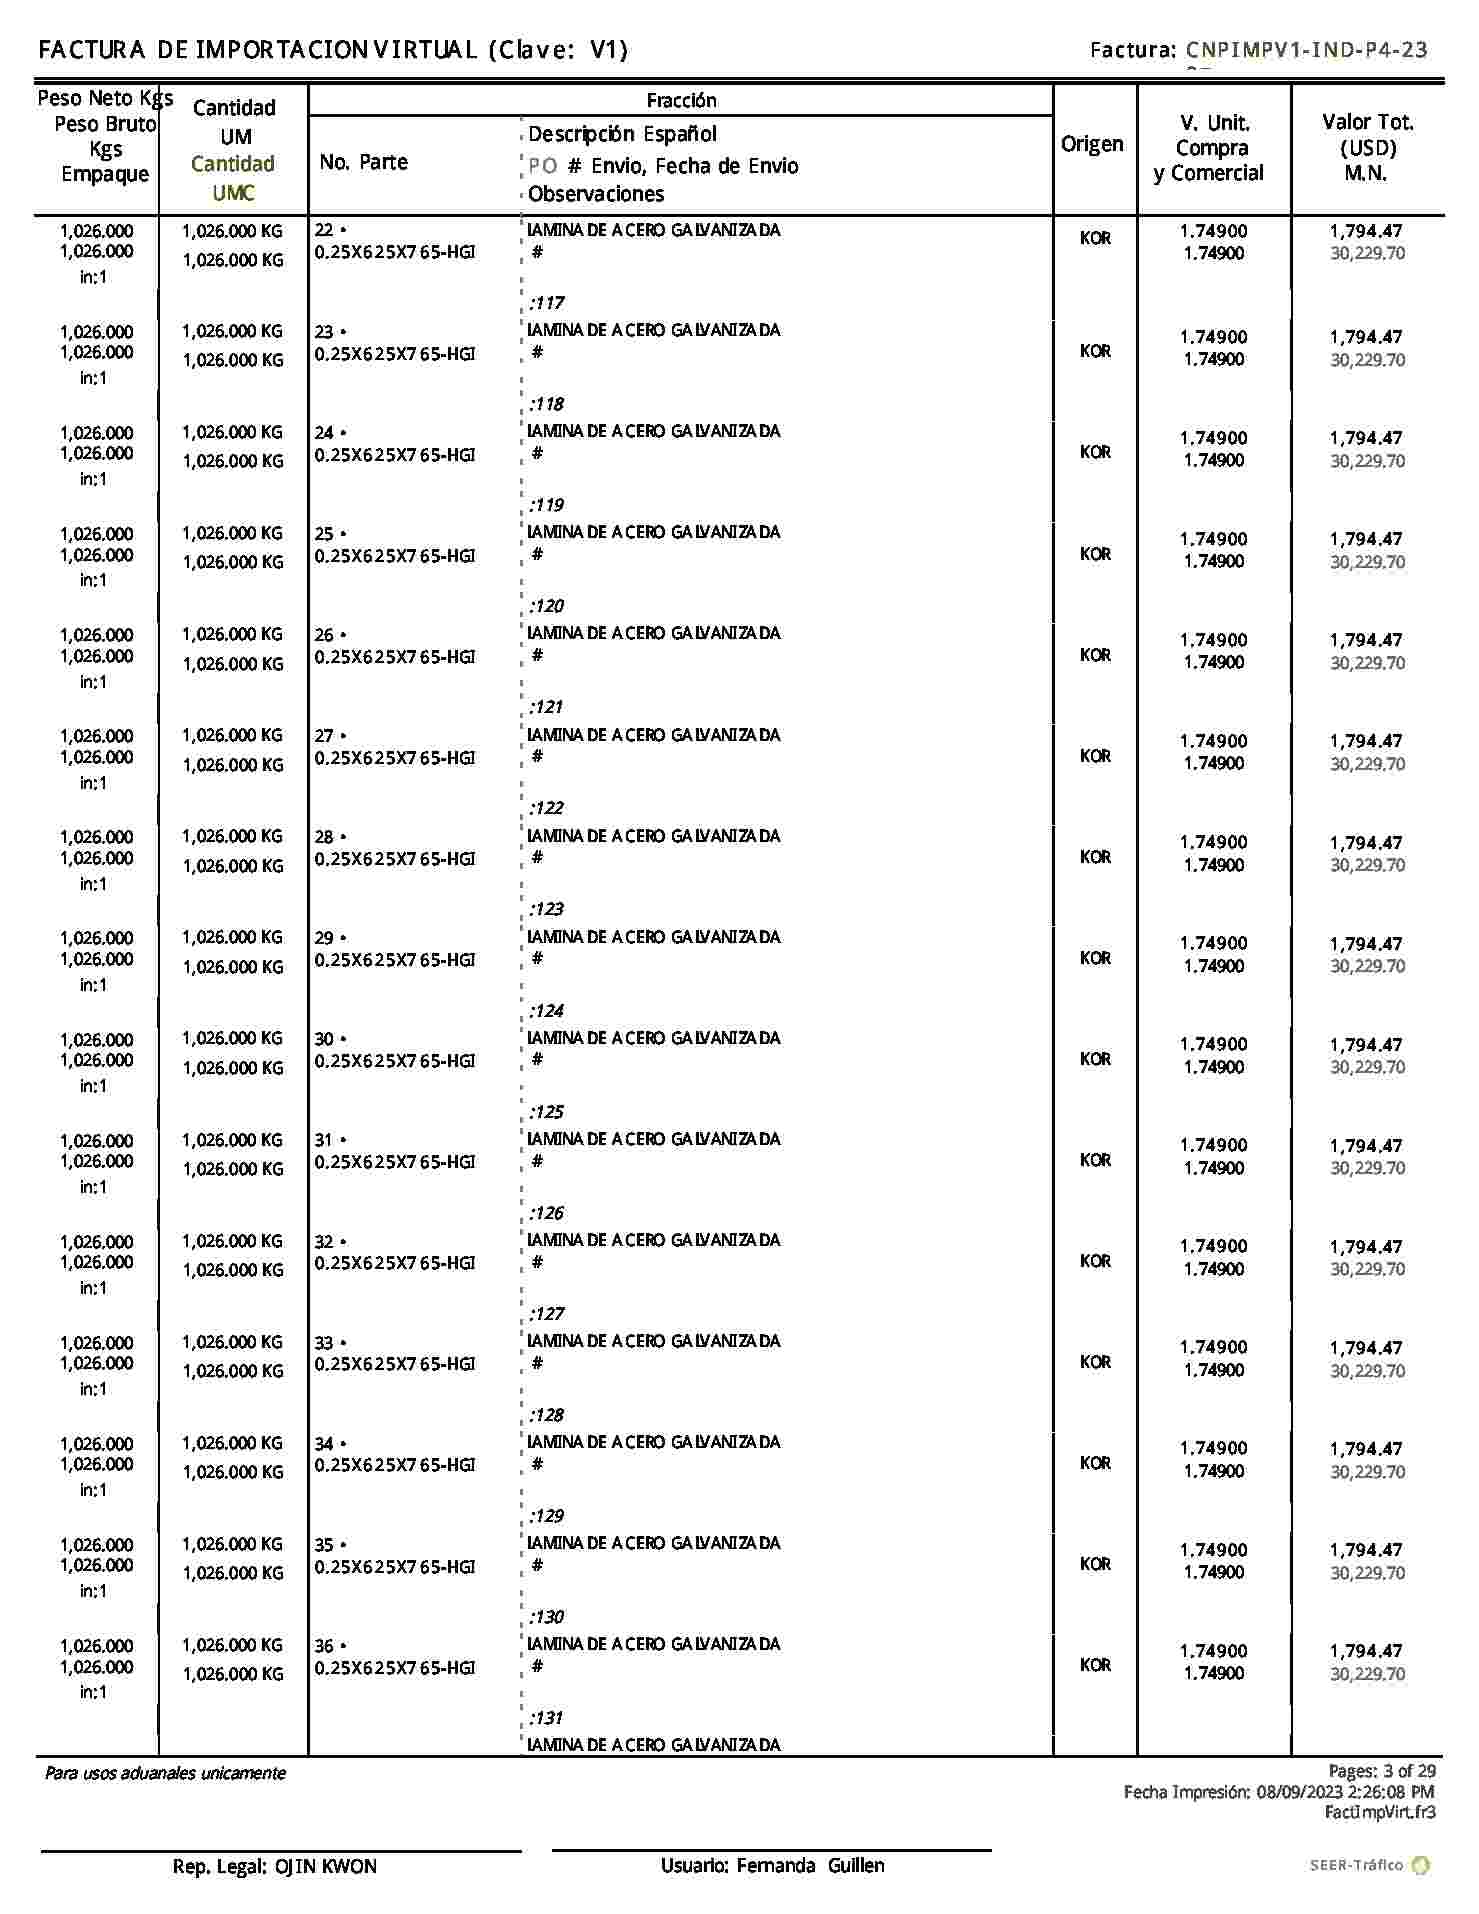 FACTURA DE IMPORTACION VIRTUAL (Clave: V1)
Factura: CNPIMPV1-IND-P4-23
Peso Neto Kgs
Peso Bruto
Kgs
Empaque
Cantidad
UM
Cantidad
UMC
Fracción
No. Parte
Descripción Español
PO # Envio, Fecha de Envio
Observaciones
Origen
V. Unit.
Compra
y Comercial
Valor Tot.
(USD)
M.N.
1,026.000 1,026.000 KG 22 • LAMINA DE ACERO GALVANIZADA KOR 1.74900 1,794.47
1,026.000 1,026.000 KG 0.25X625X765-HGI # 1.74900 30,229.70
in:1
:117
1,026.000 1,026.000 KG 23 • LAMINA DE ACERO GALVANIZADA KOR 1.74900 1,794.47
1,026.000 1,026.000 KG 0.25X625X765-HGI # 1.74900 30,229.70
in:1
:118
1,026.000 1,026.000 KG 24 • LAMINA DE ACERO GALVANIZADA KOR 1.74900 1,794.47
1,026.000 1,026.000 KG 0.25X625X765-HGI # 1.74900 30,229.70
in:1
:119
1,026.000 1,026.000 KG 25 • LAMINA DE ACERO GALVANIZADA KOR 1.74900 1,794.47
1,026.000 1,026.000 KG 0.25X625X765-HGI # 1.74900 30,229.70
in:1
:120
1,026.000 1,026.000 KG 26 • LAMINA DE ACERO GALVANIZADA KOR 1.74900 1,794.47
1,026.000 1,026.000 KG 0.25X625X765-HGI # 1.74900 30,229.70
in:1
:121
1,026.000 1,026.000 KG 27 • LAMINA DE ACERO GALVANIZADA KOR 1.74900 1,794.47
1,026.000 1,026.000 KG 0.25X625X765-HGI # 1.74900 30,229.70
in:1
:122
1,026.000 1,026.000 KG 28 • LAMINA DE ACERO GALVANIZADA KOR 1.74900 1,794.47
1,026.000 1,026.000 KG 0.25X625X765-HGI # 1.74900 30,229.70
in:1
:123
1,026.000 1,026.000 KG 29 • LAMINA DE ACERO GALVANIZADA KOR 1.74900 1,794.47
1,026.000 1,026.000 KG 0.25X625X765-HGI # 1.74900 30,229.70
in:1
:124
1,026.000 1,026.000 KG 30 • LAMINA DE ACERO GALVANIZADA KOR 1.74900 1,794.47
1,026.000 1,026.000 KG 0.25X625X765-HGI # 1.74900 30,229.70
in:1
:125
1,026.000 1,026.000 KG 31 • LAMINA DE ACERO GALVANIZADA KOR 1.74900 1,794.47
1,026.000 1,026.000 KG 0.25X625X765-HGI # 1.74900 30,229.70
in:1
:126
1,026.000 1,026.000 KG 32 • LAMINA DE ACERO GALVANIZADA KOR 1.74900 1,794.47
1,026.000 1,026.000 KG 0.25X625X765-HGI # 1.74900 30,229.70
in:1
:127
1,026.000 1,026.000 KG 33 • LAMINA DE ACERO GALVANIZADA KOR 1.74900 1,794.47
1,026.000 1,026.000 KG 0.25X625X765-HGI # 1.74900 30,229.70
in:1
:128
1,026.000 1,026.000 KG 34 • LAMINA DE ACERO GALVANIZADA KOR 1.74900 1,794.47
1,026.000 1,026.000 KG 0.25X625X765-HGI # 1.74900 30,229.70
in:1
:129
1,026.000 1,026.000 KG 35 • LAMINA DE ACERO GALVANIZADA KOR 1.74900 1,794.47
1,026.000 1,026.000 KG 0.25X625X765-HGI # 1.74900 30,229.70
in:1
:130
1,026.000 1,026.000 KG 36 • LAMINA DE ACERO GALVANIZADA KOR 1.74900 1,794.47
1,026.000 1,026.000 KG 0.25X625X765-HGI # 1.74900 30,229.70
in:1
:131
LAMINA DE ACERO GALVANIZADA
Para usos aduanales unicamente
Pages: 3 of 29
Fecha Impresión: 08/09/2023 2:26:08 PM
FactImpVirt.fr3
Rep. Legal: OJIN KWON
Usuario: Fernanda Guillen
SEER-Tráfico